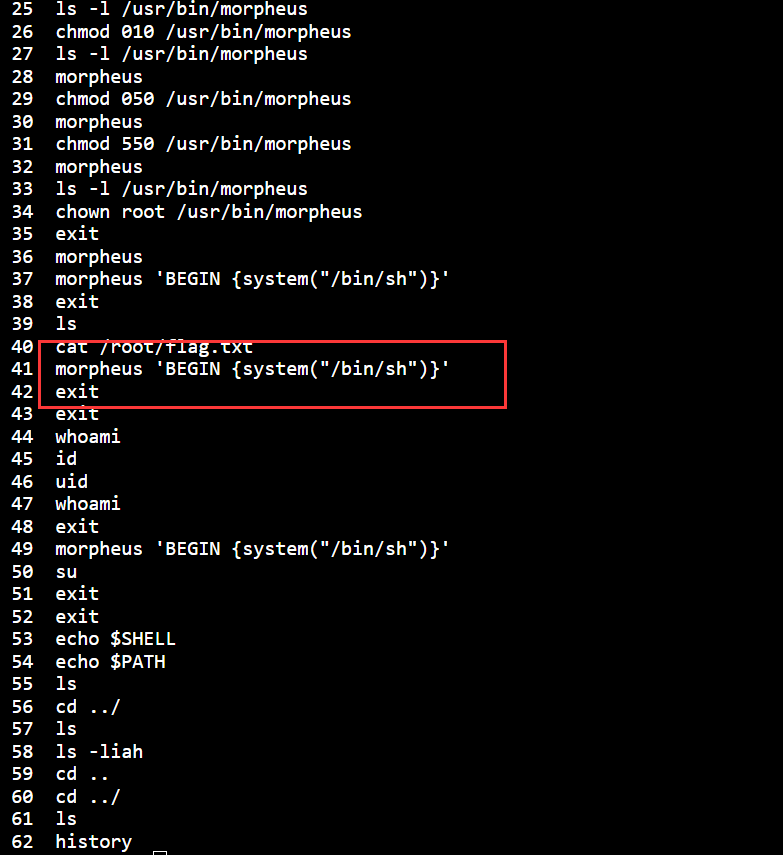 25  ls -l /usr/bin/morpheus
26  chmod 010 /usr/bin/morpheus
27  ls -l /usr/bin/morpheus
28  morpheus
29  chmod 050 /usr/bin/morpheus
30  morpheus
31  chmod 550 /usr/bin/morpheus
32  morpheus
33  ls -l /usr/bin/morpheus
34  chown root /usr/bin/morpheus
35  exit
36  morpheus
37  morpheus 'BEGIN {system("/bin/sh")}'
38  exit
39  ls
40  cat /root/flag.txt
41  morpheus 'BEGIN {system("/bin/sh")}'
42  exit
43  exit
44  whoami
45  id
46  uid
47  whoami
48  exit
49  morpheus 'BEGIN {system("/bin/sh")}'
50  su
51  exit
52  exit
53  echo $SHELL
54  echo $PATH
55  ls
56  cd ../
57  ls
58  ls -liah
59  cd ..
60  cd ../
61  ls
62  history